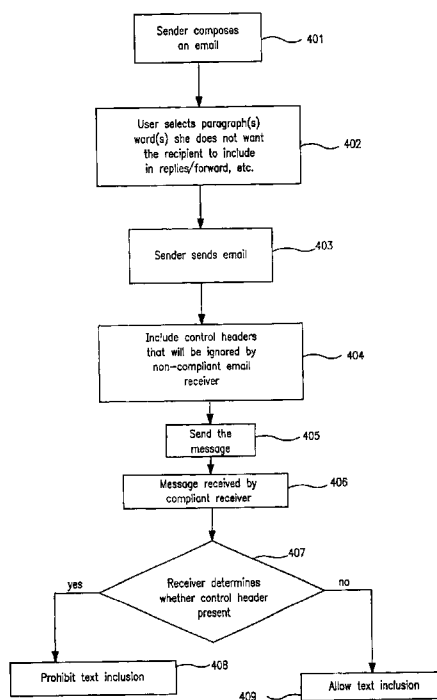 Sender composes
an email
401
User selects paragraph(s)
ward(s) she does not want
the recipient to include
in replies/forward, etc.
402
Sender sends email
403
Include control headers
that will be ignored by
non-compliant email
receiver
404
Send the
message
405
Message received by
compliant receiver
406
407
yes
Receiver determines
whether control header
present
no
Prohibit text inclusion
408
Allow text inclusion
409